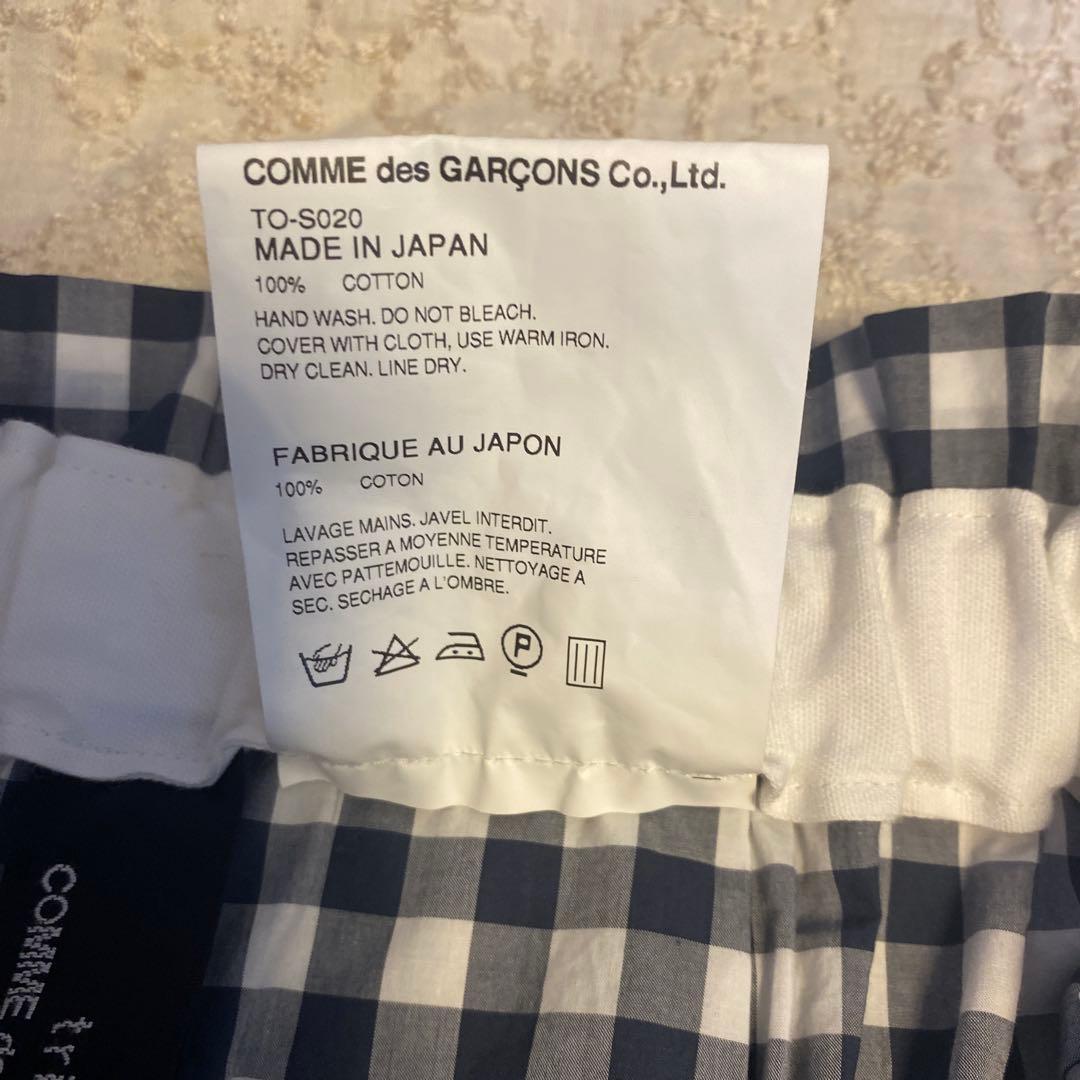 COMME des GARÇONS Co.,Ltd.
TO-S020
MADE IN JAPAN
100% COTTON
HAND WASH. DO NOT BLEACH.
COVER WITH CLOTH, USE WARM IRON.
DRY CLEAN. LINE DRY.
FABRIQUE AU JAPON
100% COTON
LAVAGE MAINS. JAVEL INTERDIT.
REPASSER A MOYENNE TEMPERATURE
AVEC PATTEMOUILLE. NETTOYAGE A
SEC. SECHAGE A L'OMBRE.
P
COMME